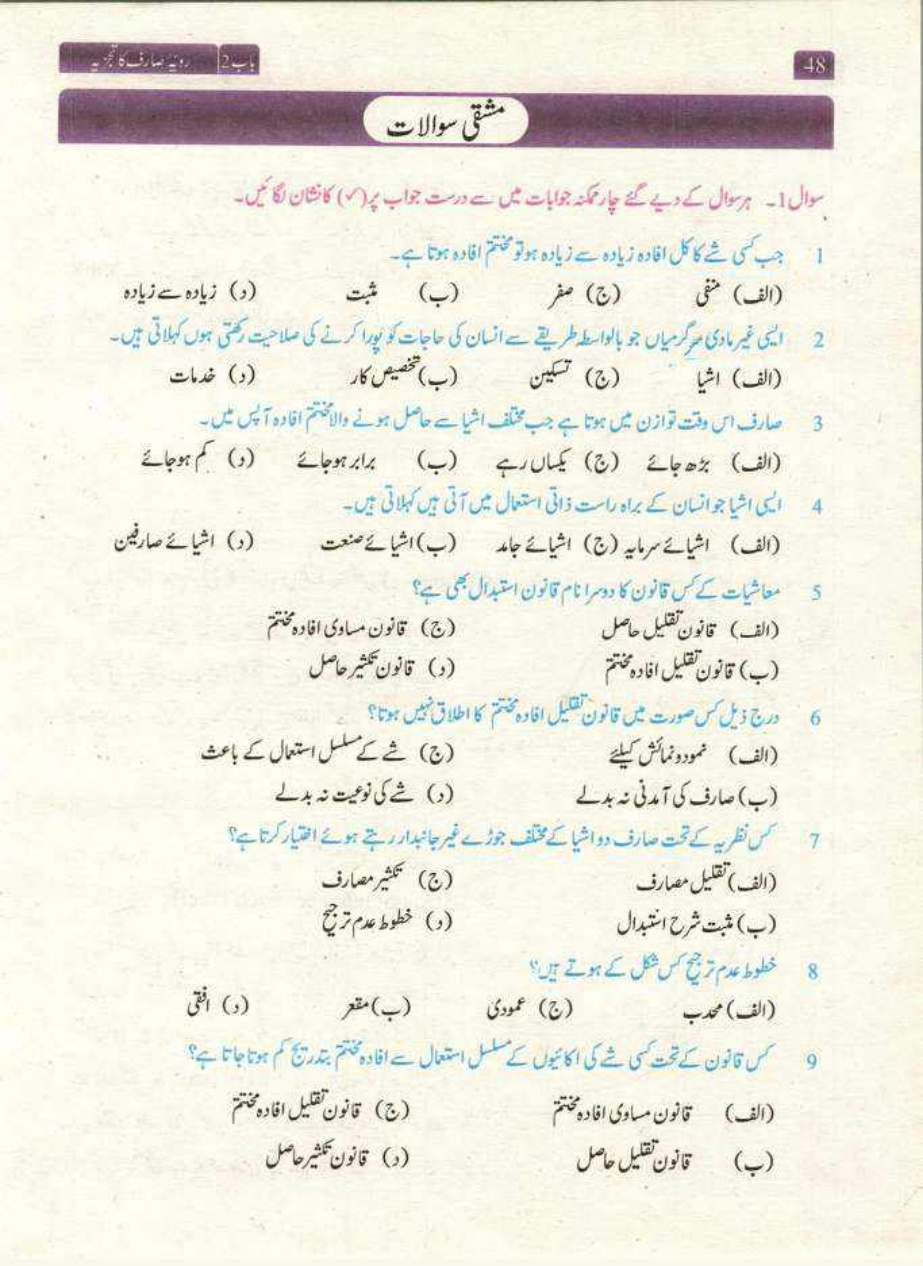 48
باب 2 رویۂ صارف کا تجزیہ
مشقی سوالات
سوال 1۔ ہر سوال کے دیے گئے چار ممکنہ جوابات میں سے درست جواب پر (✓) کا نشان لگائیں۔
1 جب کسی شے کا کل افادہ زیادہ سے زیادہ ہو تو مختتم افادہ ہوتا ہے۔
(الف) منفی (ج) صفر (ب) مثبت (د) زیادہ سے زیادہ
2 ایسی غیر مادی سرگرمیاں جو بالواسطہ طریقے سے انسان کی حاجات کو پورا کرنے کی صلاحیت رکھتی ہوں کہلاتی ہیں۔
(الف) اشیا (ج) تسکین (ب) تخصیص کار (د) خدمات
3 صارف اس وقت توازن میں ہوتا ہے جب مختلف اشیا سے حاصل ہونے والا مختتم افادہ آپس میں۔
(الف) بڑھ جائے (ج) یکساں رہے (ب) برابر ہو جائے (د) کم ہو جائے
4 ایسی اشیا جو انسان کے براہ راست ذاتی استعمال میں آتی ہیں کہلاتی ہیں۔
(الف) اشیائے سرمایہ (ج) اشیائے جامد (ب) اشیائے صنعت (د) اشیائے صارفین
5 معاشیات کے کس قانون کا دوسرا نام قانون استبدال بھی ہے؟
(الف) قانون تقلیل حاصل (ج) قانون مساوی افادہ مختتم
(ب) قانون تقلیل افادہ مختتم (د) قانون تکثیر حاصل
6 درج ذیل کس صورت میں قانون تقلیل افادہ مختتم کا اطلاق نہیں ہوتا؟
(الف) نمود و نمائش کیلئے (ج) شے کے مسلسل استعمال کے باعث
(ب) صارف کی آمدنی نہ بدلے (د) شے کی نوعیت نہ بدلے
7 کس نظریہ کے تحت صارف دو اشیا کے مختلف جوڑے غیر جانبدار رہتے ہوئے اختیار کرتا ہے؟
(الف) تقلیل مصارف (ج) تکثیر مصارف
(ب) مثبت شرح استبدال (د) خطوط عدم ترجیح
8 خطوط عدم ترجیح کس شکل کے ہوتے ہیں؟
(الف) محدب (ج) عمودی (ب) مقعر (د) افقی
9 کس قانون کے تحت کسی شے کی اکائیوں کے مسلسل استعمال سے افادہ مختتم بتدریج کم ہوتا جاتا ہے؟
(الف) قانون مساوی افادہ مختتم (ج) قانون تقلیل افادہ مختتم
(ب) قانون تقلیل حاصل (د) قانون تکثیر حاصل